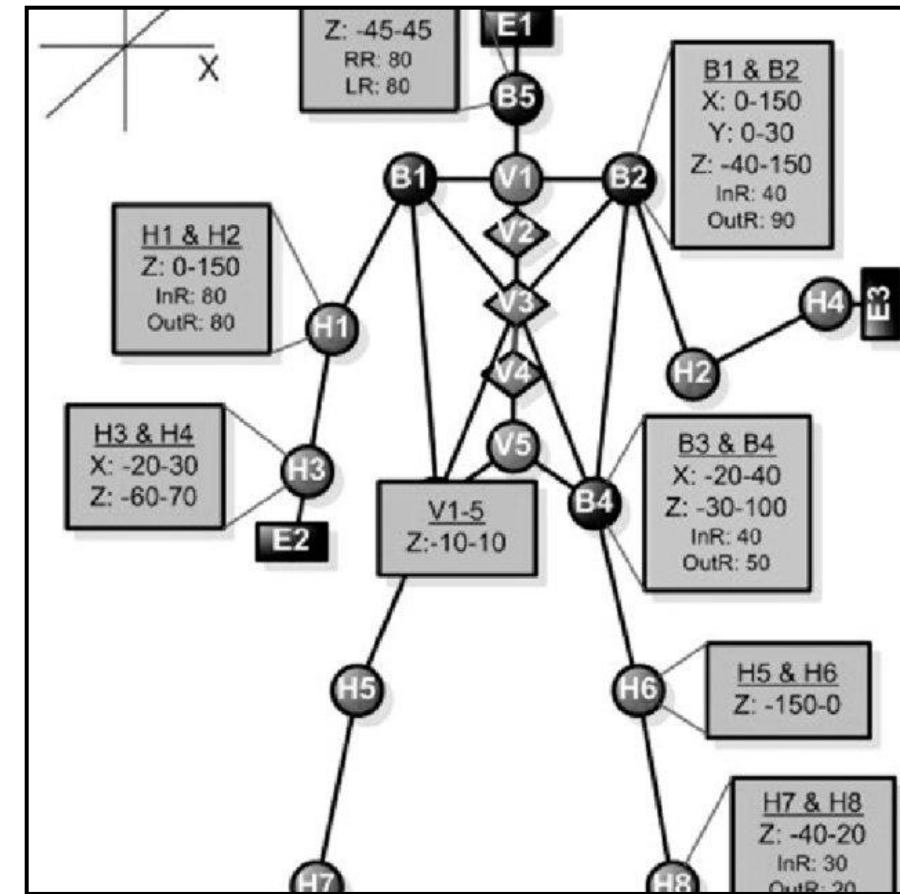 Z: -45-45
RR: 80
LR: 80
E1
X
B5
B1 & B2
X: 0-150
Y: 0-30
Z: -40-150
InR: 40
OutR: 90
B1
V1
B2
V2
H1 & H2
Z: 0-150
InR: 80
OutR: 80
V3
H4
E3
H1
V4
H2
H3 & H4
X: -20-30
Z: -60-70
V5
B3 & B4
X: -20-40
Z: -30-100
InR: 40
OutR: 50
H3
B4
V1-5
Z:-10-10
E2
H5
H6
H5 & H6
Z: -150-0
H7 & H8
Z: -40-20
InR: 30
OutR: 20
H7
H8